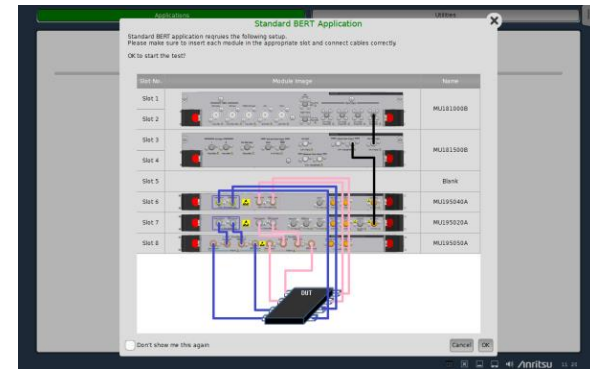 Applications
Utilities
Standard BERT Application
Standard BERT application reqruies the following setup.
Please make sure to insert each module in the appropriate slot and connect cables correctly.
OK to start the test?
Slot No.
Module Image
Name
Slot 1
Slot 2
MU181000B
Slot 3
Slot 4
MU181500B
Slot 5
Blank
Slot 6
MU195040A
Slot 7
MU195020A
Slot 8
MU195050A
DUT
Don't show me this again
Cancel
OK
Anritsu